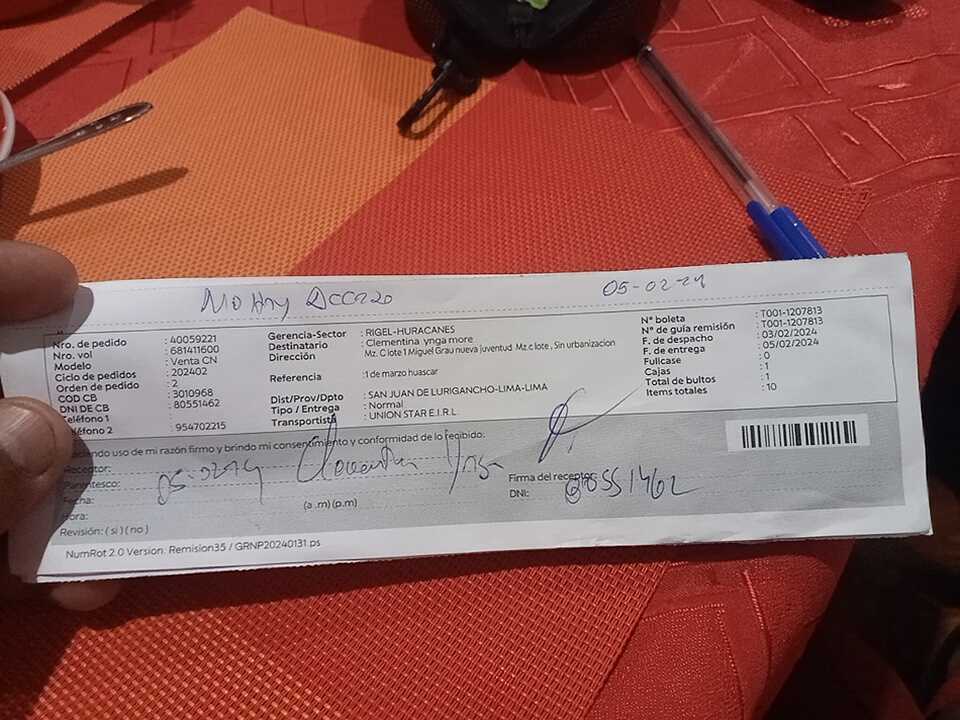 No Hay Acceso 05-02-24
Nro. de pedido : 40059221
Nro. vol : 681411600
Modelo : Venta CN
Ciclo de pedidos : 202402
Orden de pedido : 2
COD CB : 3010968
DNI DE CB : 80551462
Teléfono 1
Teléfono 2 : 954702215
Gerencia-Sector : RIGEL-HURACANES
Destinatario : Clementina ynga more
Dirección : Mz. C lote 1 Miguel Grau nueva juventud Mz. c lote , Sin urbanizacion
Referencia : 1 de marzo huascar
Dist/Prov/Dpto : SAN JUAN DE LURIGANCHO-LIMA-LIMA
Tipo / Entrega : Normal
Transportista : UNION STAR E.I.R.L.
N° boleta : T001-1207813
N° de guía remisión : T001-1207813
F. de despacho : 03/02/2024
F. de entrega : 05/02/2024
Fullcase : 0
Cajas : 1
Total de bultos : 1
Items totales : 10
haciendo uso de mi razón firmo y brindo mi consentimiento y conformidad de lo recibido:
Receptor:
Parentesco:
Fecha:
Hora:
(a .m) (p.m)
Revisión: ( si ) ( no )
Firma del receptor:
DNI:
NumRot 2.0 Version: Remision35 / GRNP20240131.ps